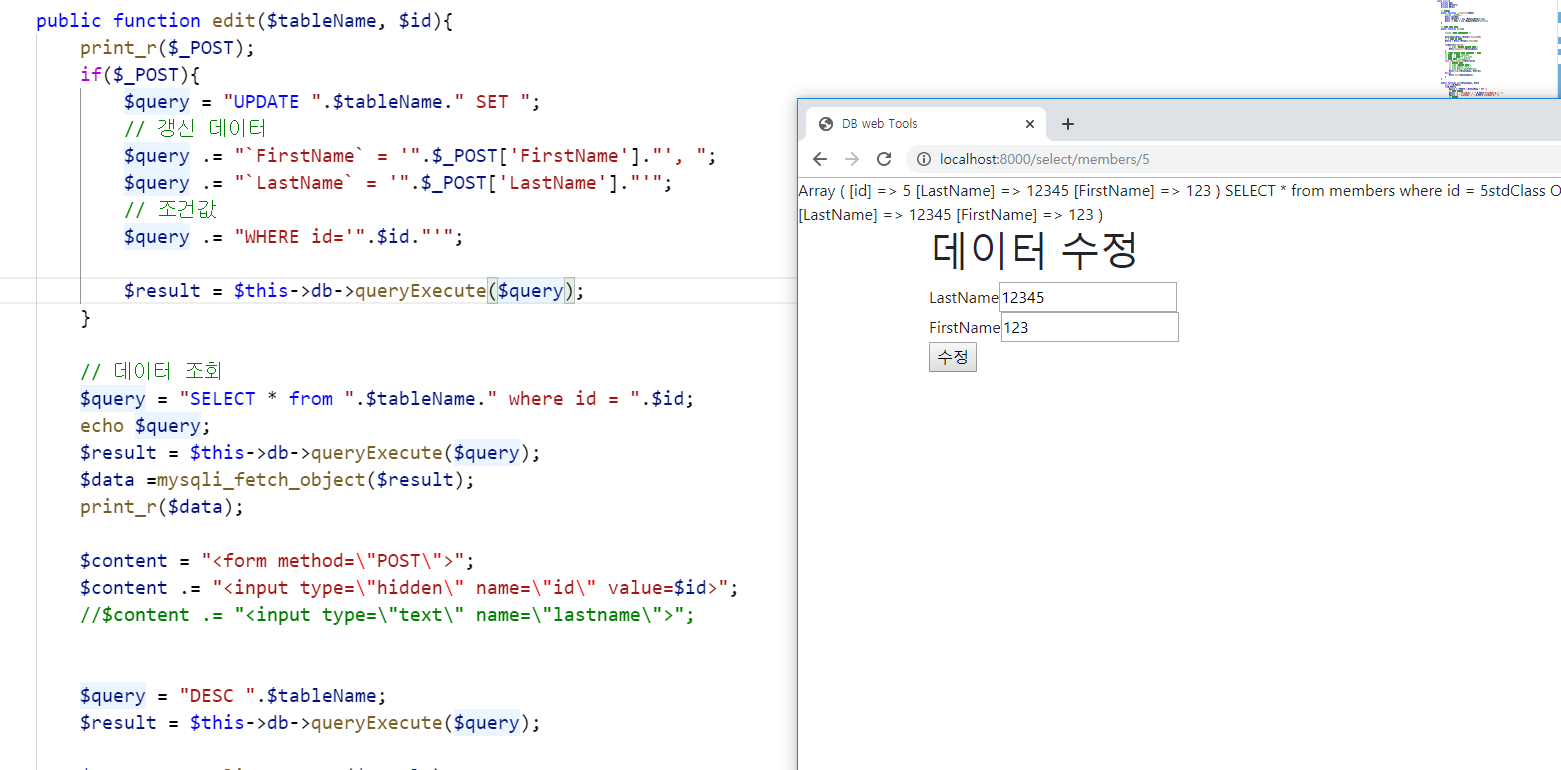 public function edit($tableName, $id){
print_r($_POST);
if($_POST){
$query = "UPDATE ".$tableName." SET ";
// 갱신 데이터
$query .= "`FirstName` = '".$_POST['FirstName']."', ";
$query .= "`LastName` = '".$_POST['LastName']."'";
// 조건값
$query .= "WHERE id='".$id."'";
$result = $this->db->queryExecute($query);
}
// 데이터 조회
$query = "SELECT * from ".$tableName." where id = ".$id;
echo $query;
$result = $this->db->queryExecute($query);
$data =mysqli_fetch_object($result);
print_r($data);
$content = "<form method=\"POST\">";
$content .= "<input type=\"hidden\" name=\"id\" value=$id>";
//$content .= "<input type=\"text\" name=\"lastname\">";
$query = "DESC ".$tableName;
$result = $this->db->queryExecute($query);
DB web Tools
localhost:8000/select/members/5
Array ( [id] => 5 [LastName] => 12345 [FirstName] => 123 ) SELECT * from members where id = 5stdClass O
[LastName] => 12345 [FirstName] => 123 )
데이터 수정
LastName 12345
FirstName 123
수정